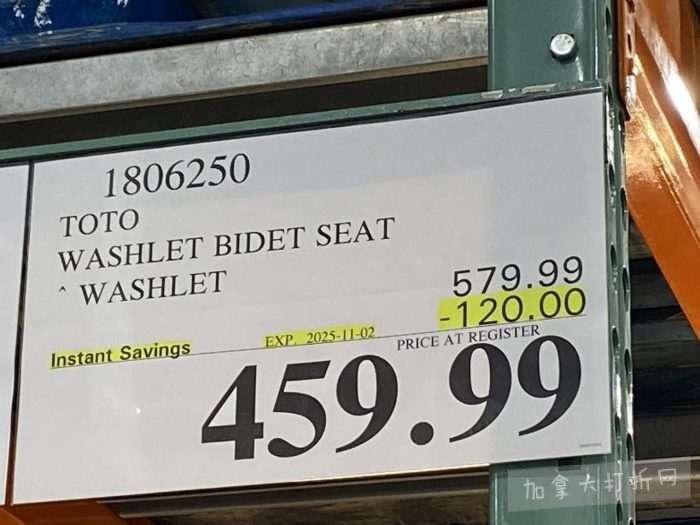 1806250
TOTO
WASHLET BIDET SEAT
^ WASHLET
579.99
-120.00
Instant Savings
EXP. 2025-11-02
PRICE AT REGISTER
459.99
加拿大打折网